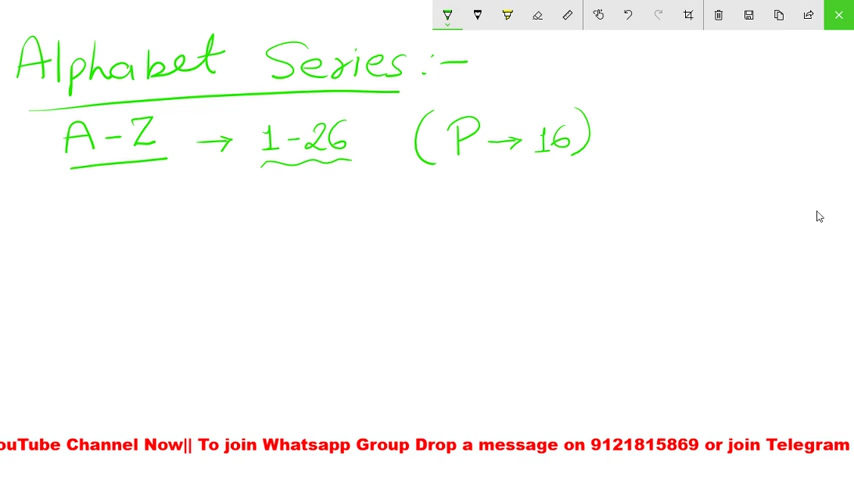 Alphabet Series :-
A - Z → 1 - 26 (P → 16)
ouTube Channel Now|| To join Whatsapp Group Drop a message on 9121815869 or join Telegram